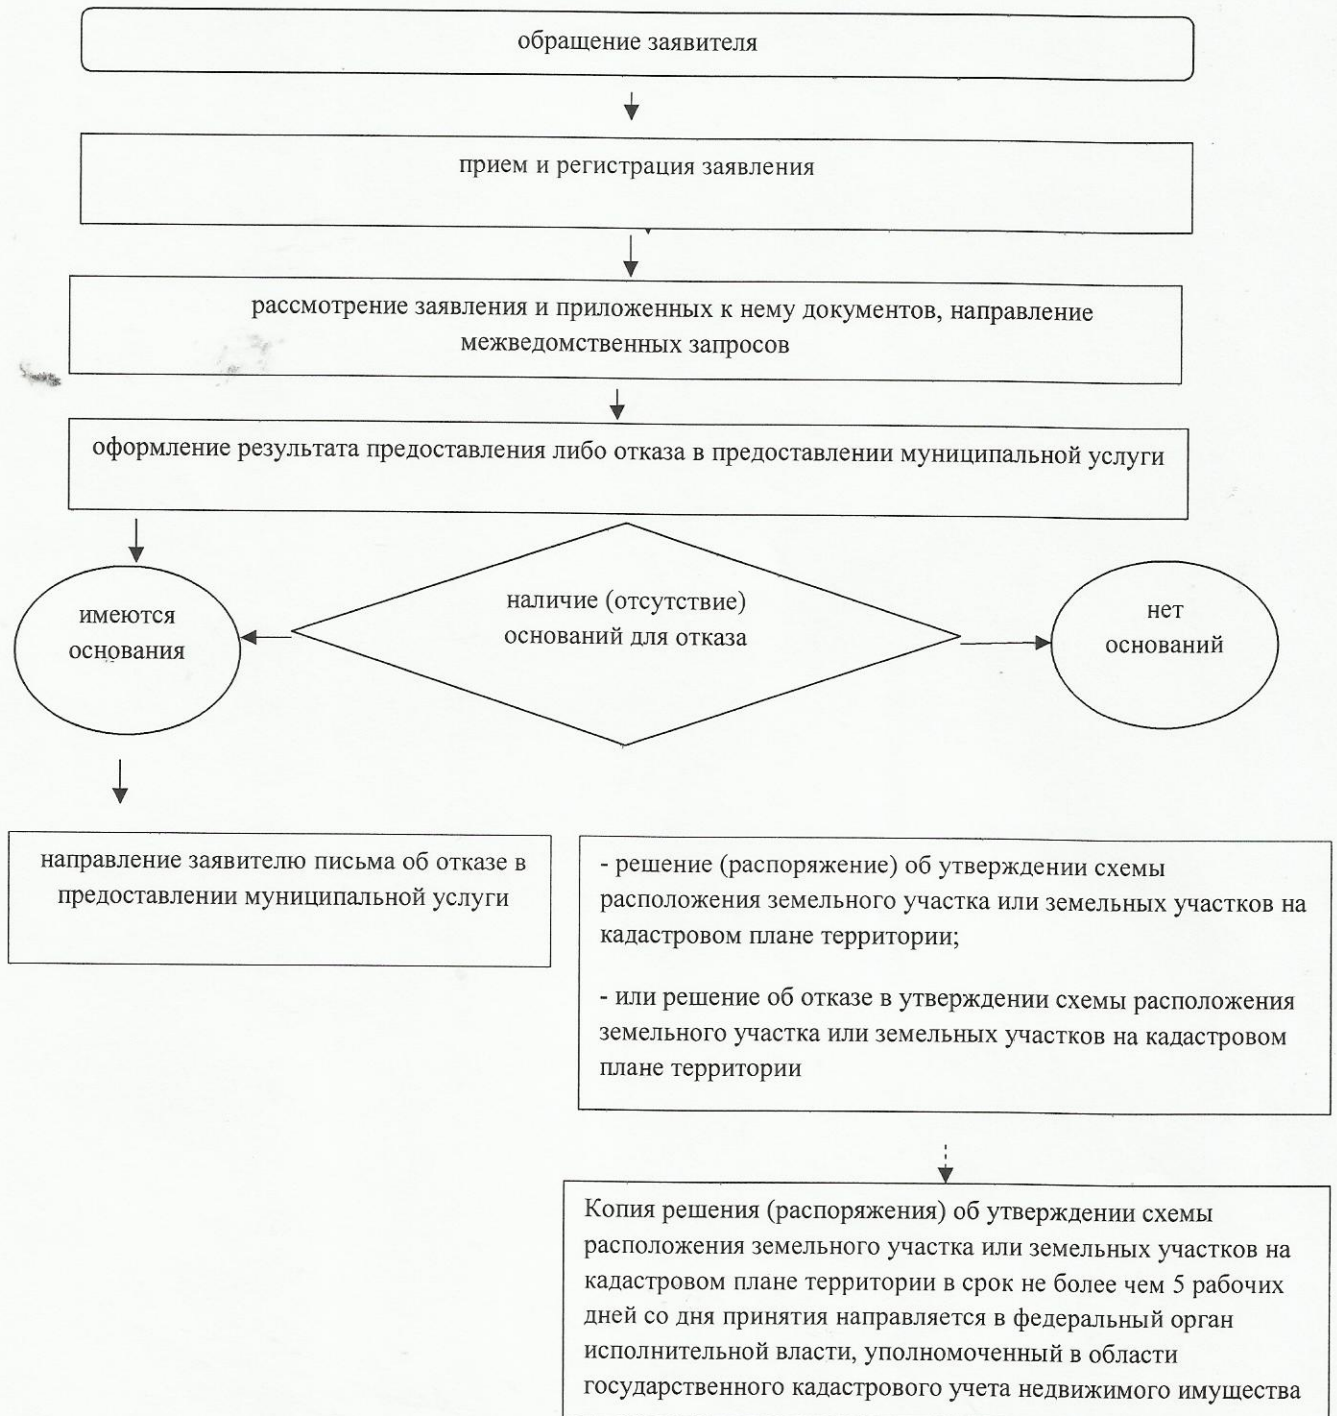 обращение заявителя
прием и регистрация заявления
рассмотрение заявления и приложенных к нему документов, направление
межведомственных запросов
оформление результата предоставления либо отказа в предоставлении муниципальной услуги
имеются
основания
наличие (отсутствие)
оснований для отказа
нет
оснований
направление заявителю письма об отказе в
предоставлении муниципальной услуги
- решение (распоряжение) об утверждении схемы
расположения земельного участка или земельных участков на
кадастровом плане территории;
- или решение об отказе в утверждении схемы расположения
земельного участка или земельных участков на кадастровом
плане территории
Копия решения (распоряжения) об утверждении схемы
расположения земельного участка или земельных участков на
кадастровом плане территории в срок не более чем 5 рабочих
дней со дня принятия направляется в федеральный орган
исполнительной власти, уполномоченный в области
государственного кадастрового учета недвижимого имущества